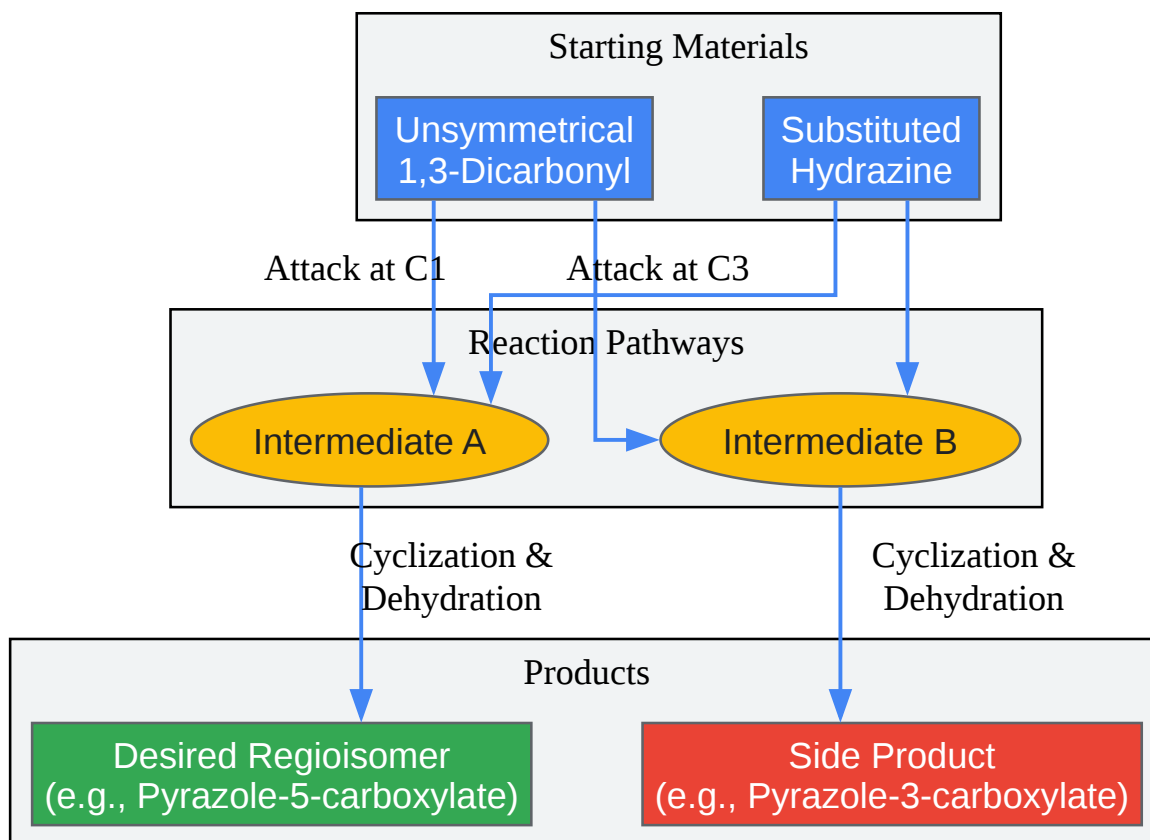 Starting Materials
Unsymmetrical
1,3-Dicarbonyl
Substituted
Hydrazine
Attack at C1
Attack at C3
Reaction Pathways
Intermediate A
Intermediate B
Cyclization &
Dehydration
Cyclization &
Dehydration
Products
Desired Regioisomer
(e.g., Pyrazole-5-carboxylate)
Side Product
(e.g., Pyrazole-3-carboxylate)